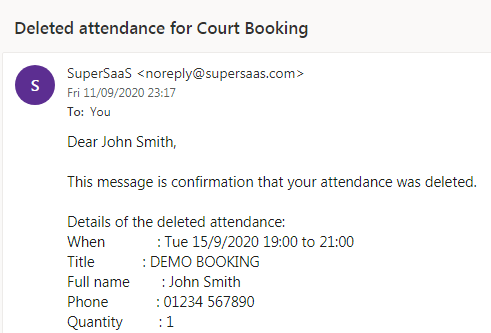 Deleted attendance for Court Booking
S
SuperSaaS <noreply@supersaas.com>
Fri 11/09/2020 23:17
To: You
Dear John Smith,
This message is confirmation that your attendance was deleted.
Details of the deleted attendance:
When : Tue 15/9/2020 19:00 to 21:00
Title : DEMO BOOKING
Full name : John Smith
Phone : 01234 567890
Quantity : 1